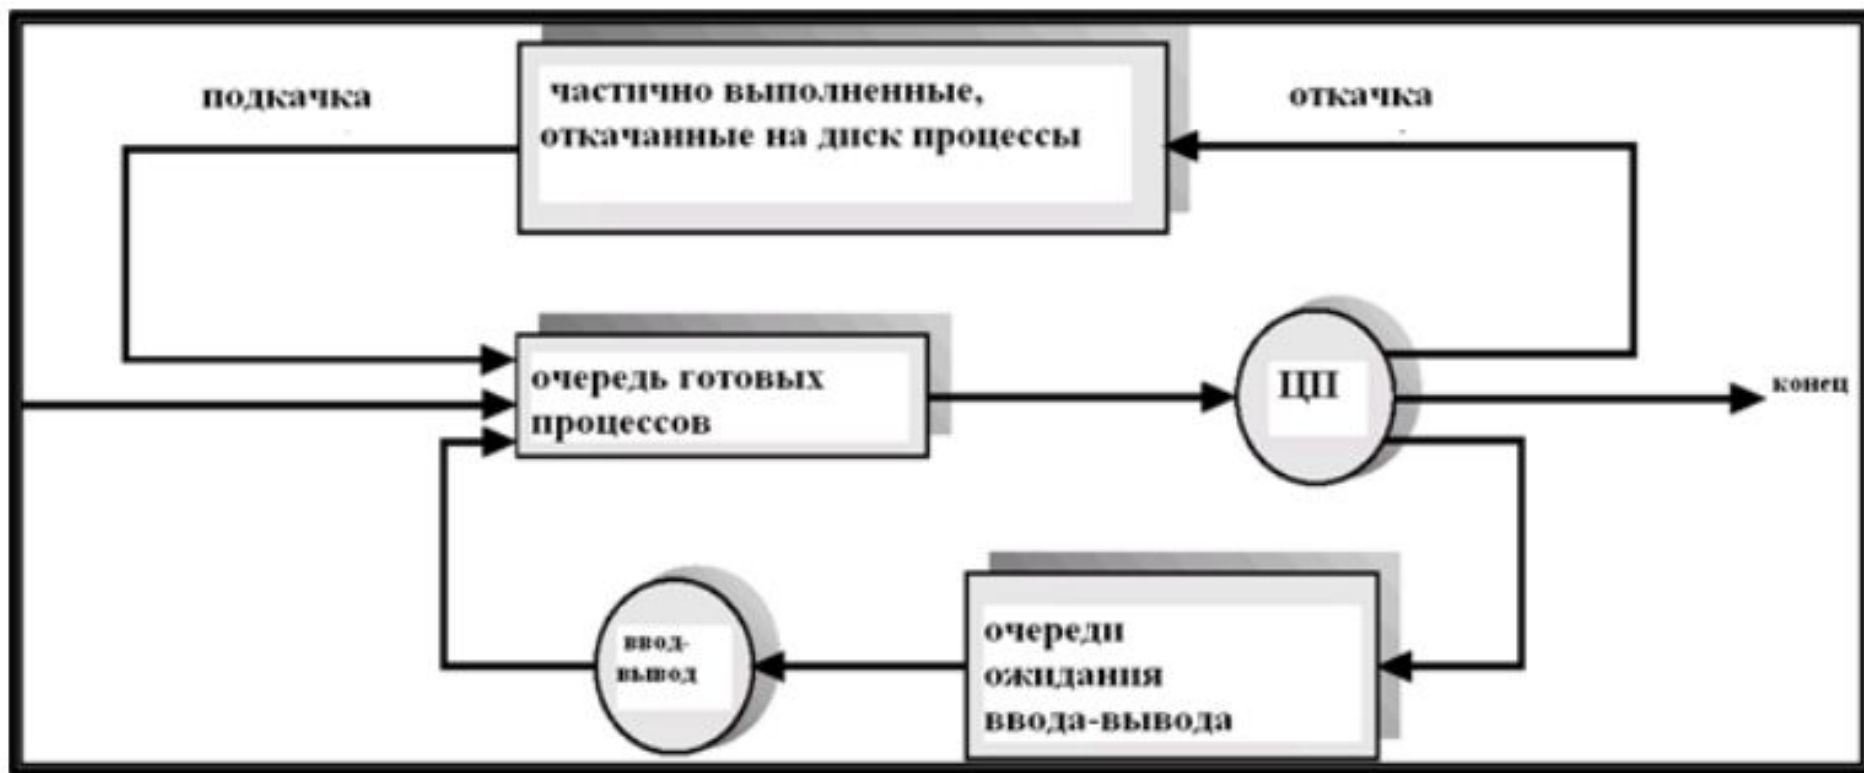 подкачка
частично выполненные,
откачанные на диск процессы
откачка
очередь готовых
процессов
ЦП
конец
ввод-
вывод
очереди
ожидания
ввода-вывода